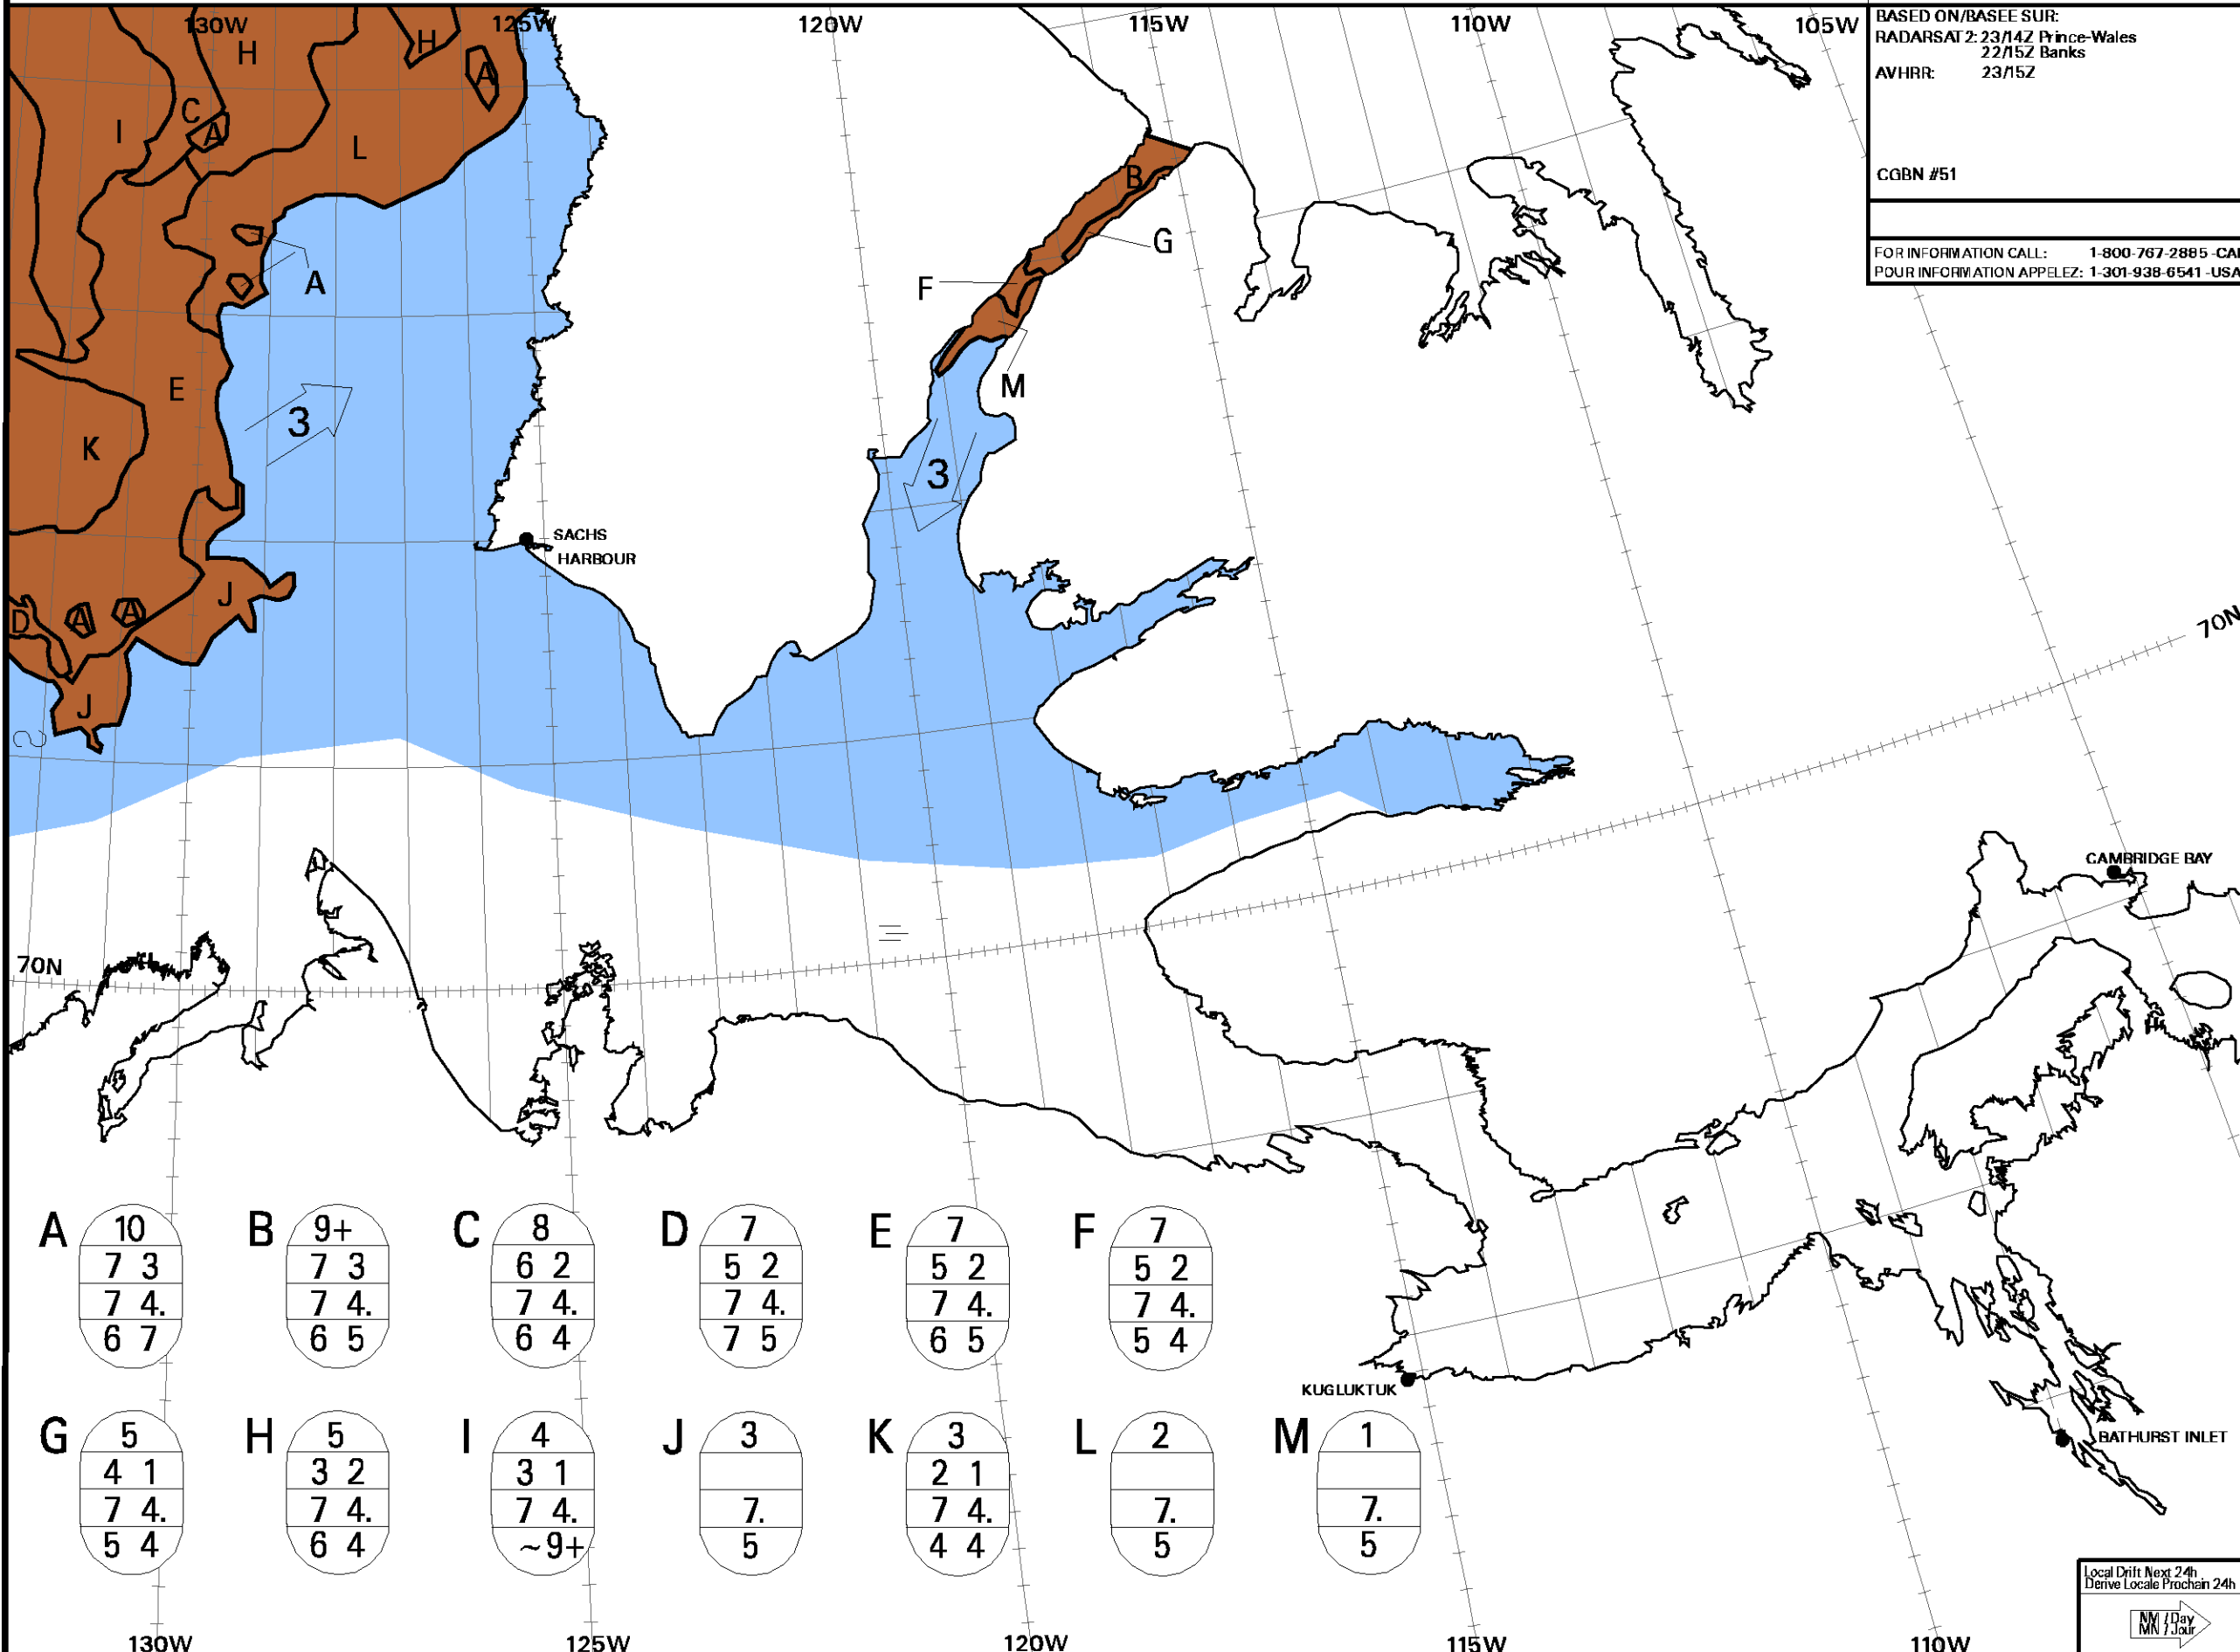 130W
125W
120W
115W
110W
105W
BASED ON/BASEE SUR:
RADARSAT 2: 23/14Z Prince-Wales
22/15Z Banks
AVHRR: 23/15Z
CGBN #51
FOR INFORMATION CALL: 1-800-767-2885 -CAN
POUR INFORMATION APPELEZ: 1-301-938-6541 -USA
H
H
A
I
C
A
L
B
G
A
F
M
E
3
K
3
SACHS
HARBOUR
J
D
A
A
J
2
70N
CAMBRIDGE BAY
70N
A
10
7 3
7 4.
6 7
B
9+
7 3
7 4.
6 5
C
8
6 2
7 4.
6 4
D
7
5 2
7 4.
7 5
E
7
5 2
7 4.
6 5
F
7
5 2
7 4.
5 4
KUGLUKTUK
G
5
4 1
7 4.
5 4
H
5
3 2
7 4.
6 4
I
4
3 1
7 4.
~9+
J
3
7.
5
K
3
2 1
7 4.
4 4
L
2
7.
5
M
1
7.
5
BATHURST INLET
Local Drift Next 24h
Derive Locale Prochain 24h
NM / Day
MN / Jour
130W
125W
120W
115W
110W